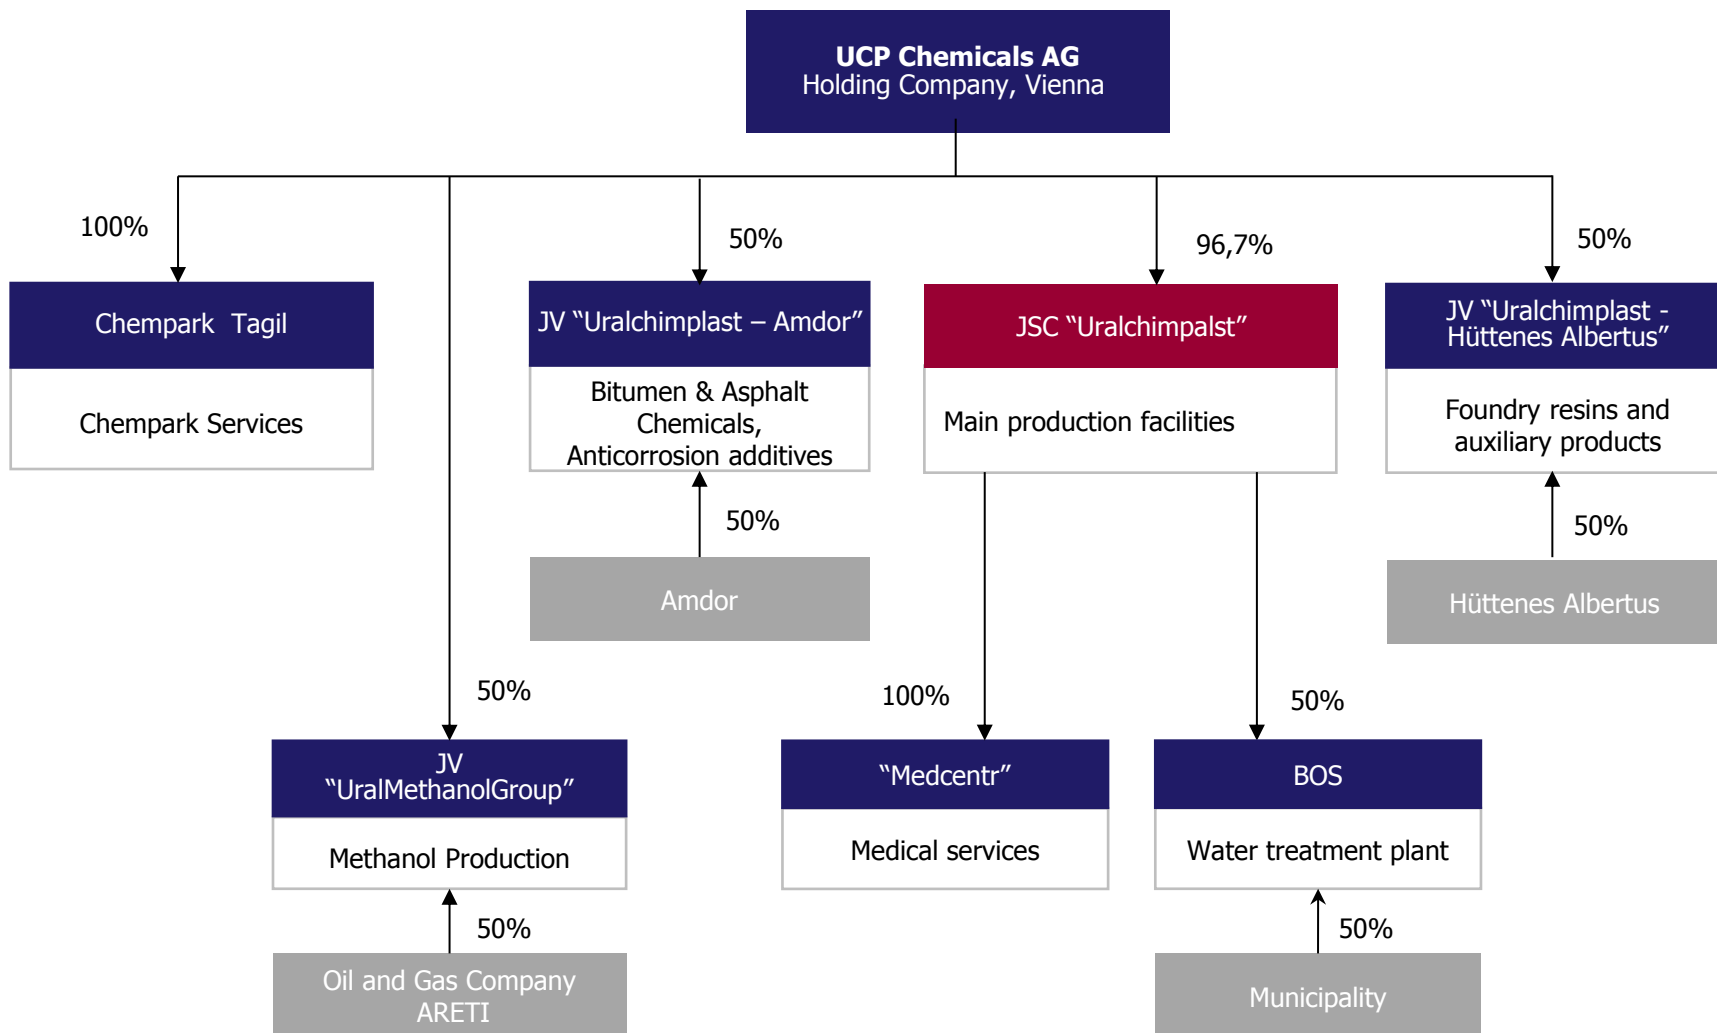 UCP Chemicals AG
Holding Company, Vienna
100%
50%
96,7%
50%
Chempark Tagil
Chempark Services
JV “Uralchimplast – Amdor”
Bitumen & Asphalt
Chemicals,
Anticorrosion additives
JSC “Uralchimpalst”
Main production facilities
JV “Uralchimplast -
Hüttenes Albertus”
Foundry resins and
auxiliary products
50%
Amdor
50%
Hüttenes Albertus
50%
100%
50%
JV
“UralMethanolGroup”
Methanol Production
“Medcentr”
Medical services
BOS
Water treatment plant
50%
Oil and Gas Company
ARETI
50%
Municipality